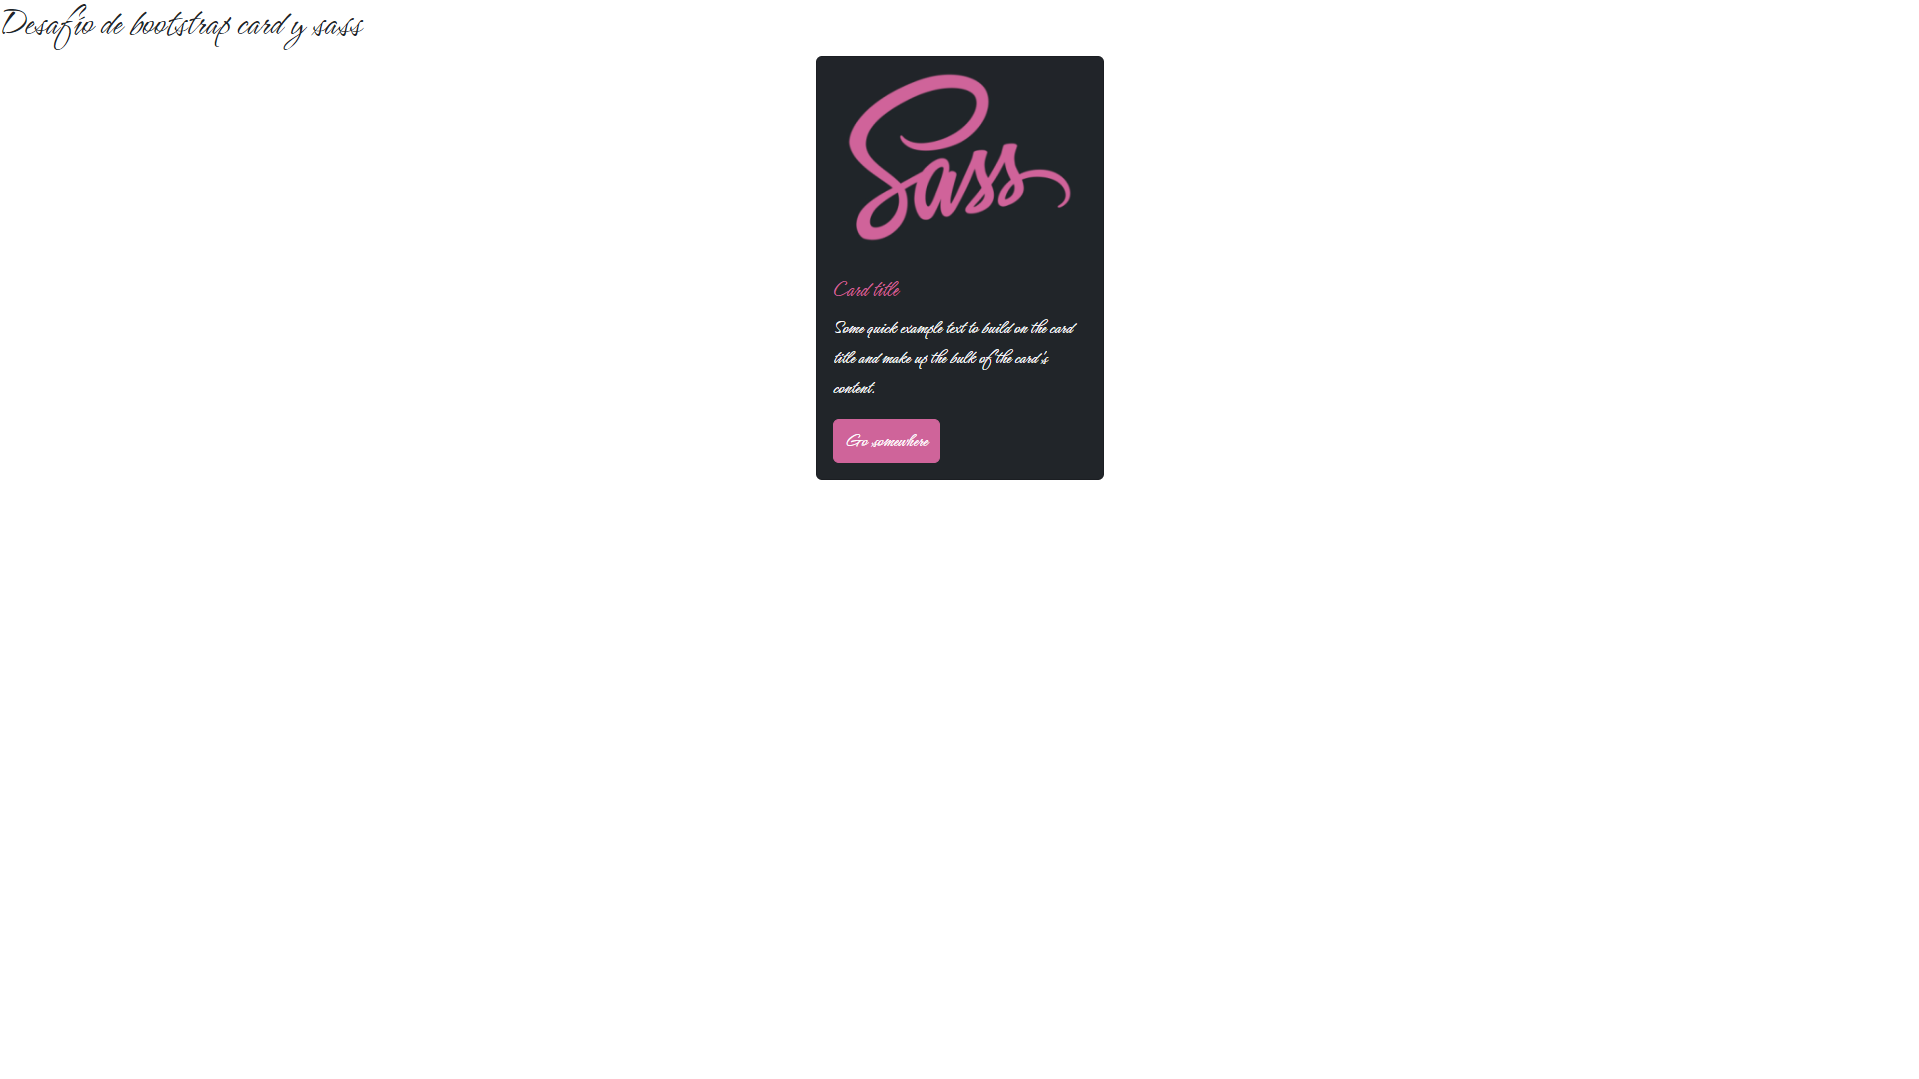 Desafío de bootstrap card y sass
Sass
Card title
Some quick example text to build on the card
title and make up the bulk of the card's
content.
Go somewhere